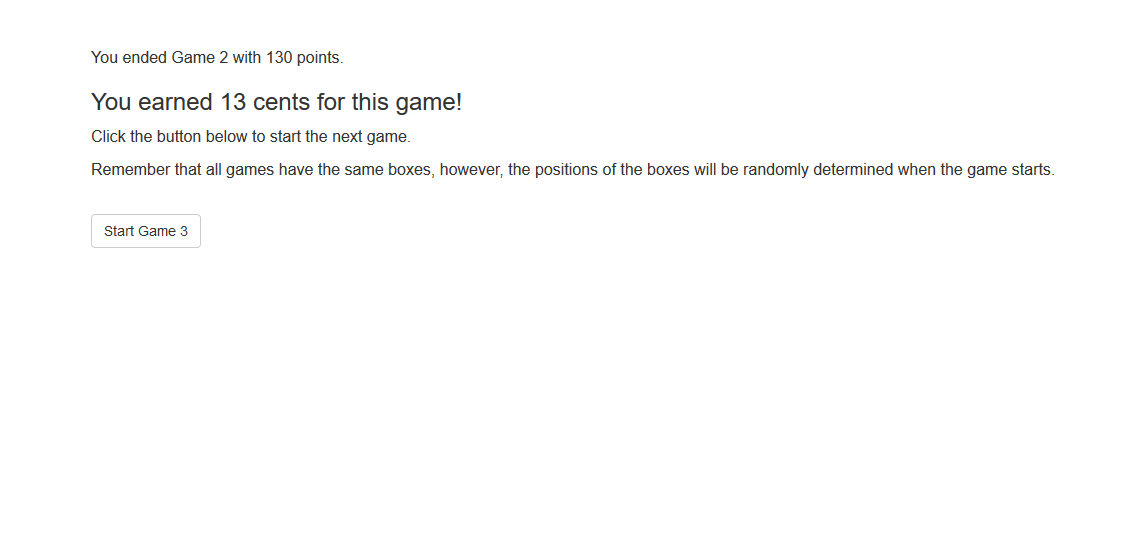 You ended Game 2 with 130 points.
You earned 13 cents for this game!
Click the button below to start the next game.
Remember that all games have the same boxes, however, the positions of the boxes will be randomly determined when the game starts.
Start Game 3